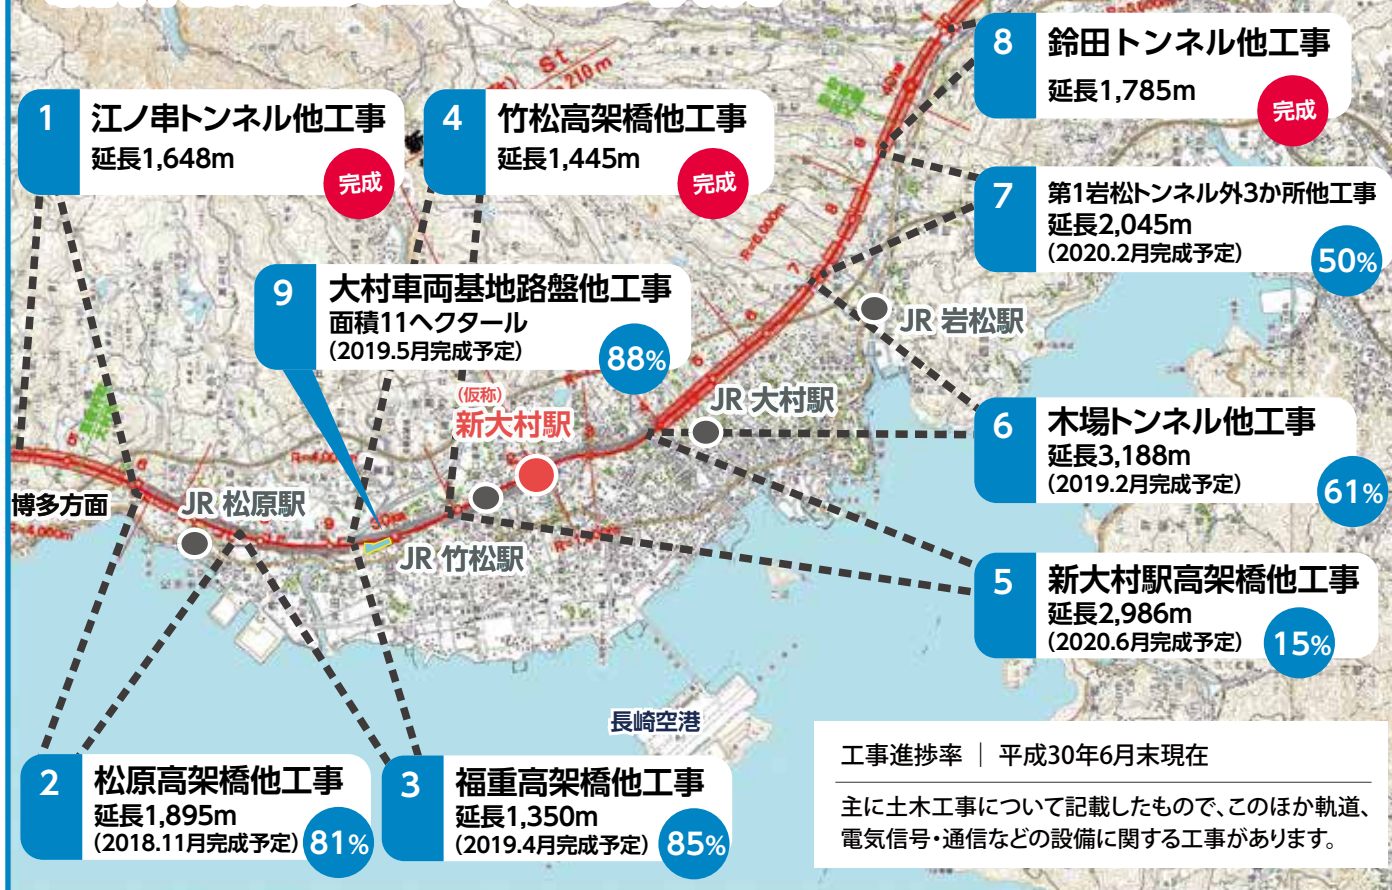 1
江ノ串トンネル他工事
延長1,648m
完成
4
竹松高架橋他工事
延長1,445m
完成
8
鈴田トンネル他工事
延長1,785m
完成
7
第1岩松トンネル外3か所他工事
延長2,045m
(2020.2月完成予定)
50%
9
大村車両基地路盤他工事
面積11ヘクタール
(2019.5月完成予定)
88%
JR 岩松駅
(仮称)
新大村駅
JR 大村駅
6
木場トンネル他工事
延長3,188m
(2019.2月完成予定)
61%
博多方面
JR 松原駅
JR 竹松駅
5
新大村駅高架橋他工事
延長2,986m
(2020.6月完成予定)
15%
長崎空港
2
松原高架橋他工事
延長1,895m
(2018.11月完成予定)
81%
3
福重高架橋他工事
延長1,350m
(2019.4月完成予定)
85%
工事進捗率｜平成30年6月末現在
主に土木工事について記載したもので、このほか軌道、
電気信号・通信などの設備に関する工事があります。